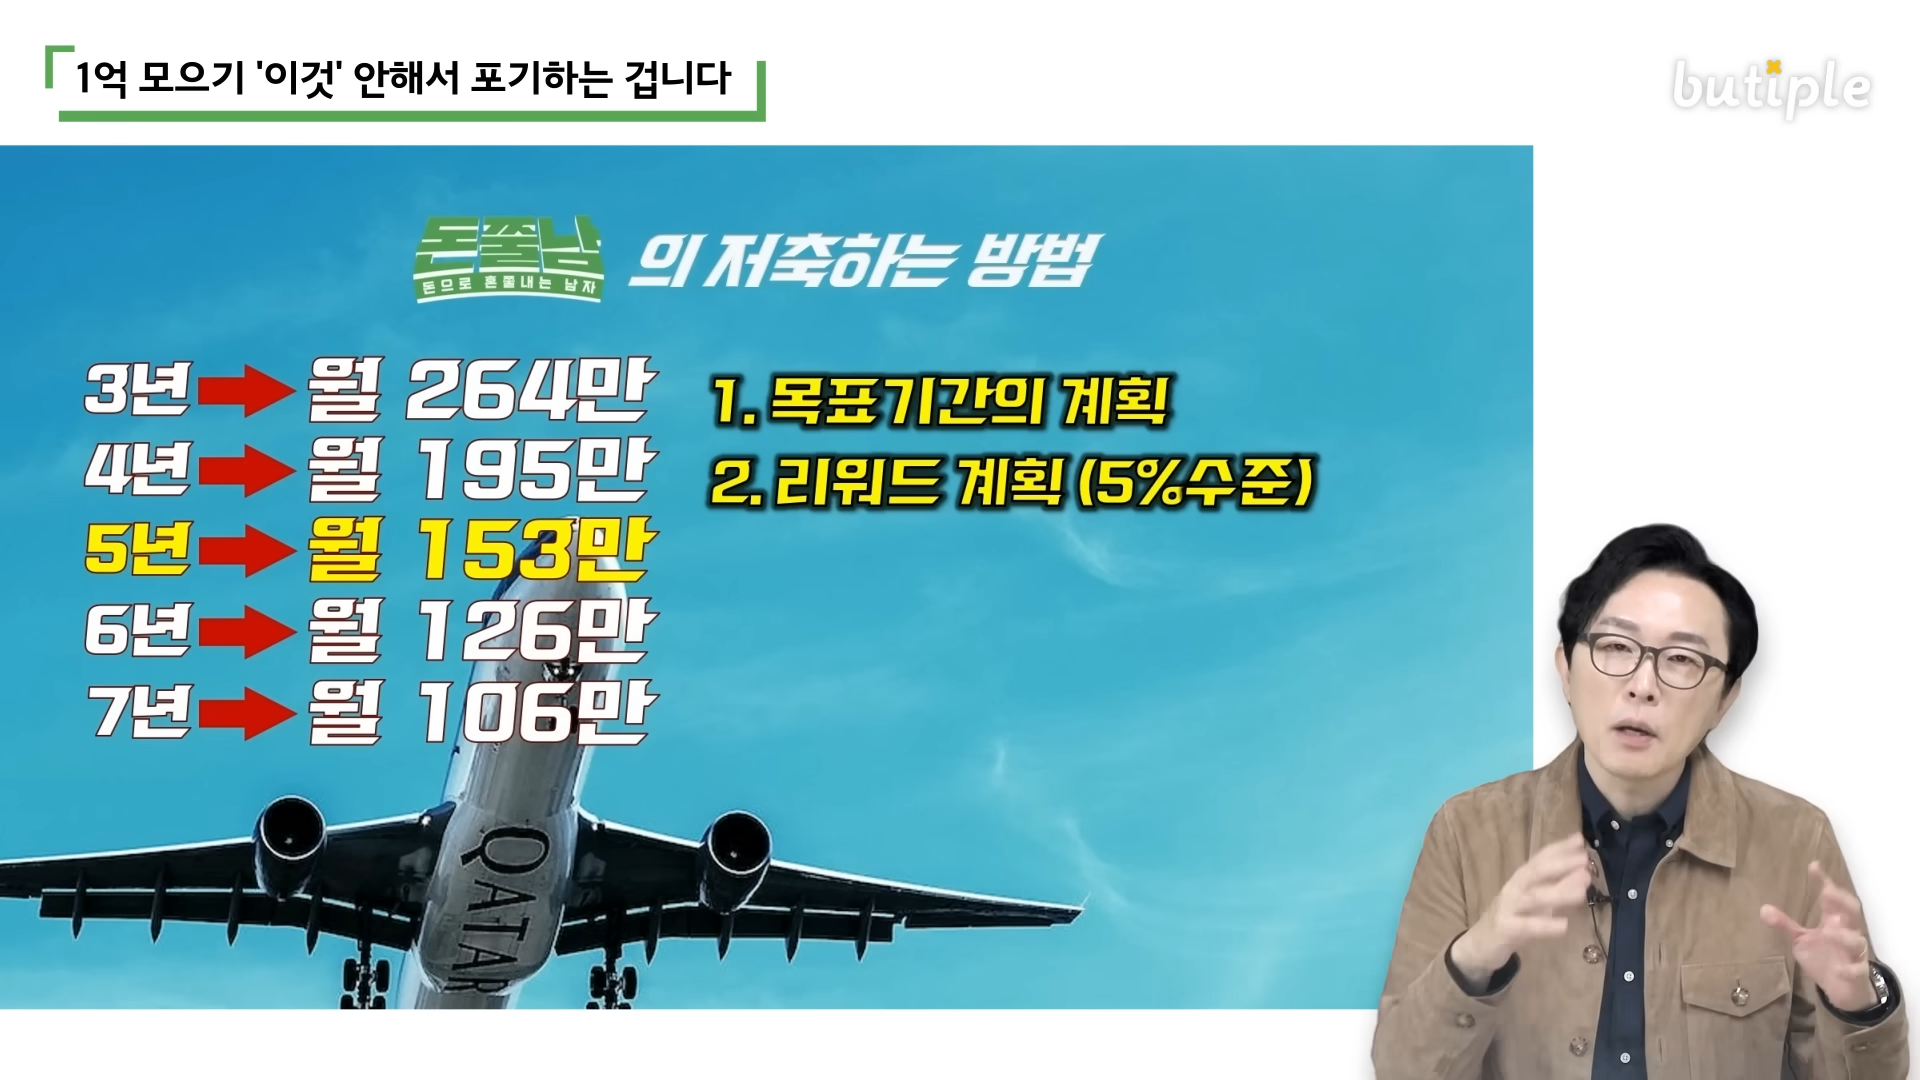 1억 모으기 '이것' 안해서 포기하는 겁니다
butiple
돈쭐남 의 저축하는 방법
돈으로 혼쭐내는 남자
3년 월 264만
4년 월 195만
5년 월 153만
6년 월 126만
7년 월 106만
1. 목표기간의 계획
2. 리워드 계획 (5%수준)
QATAR